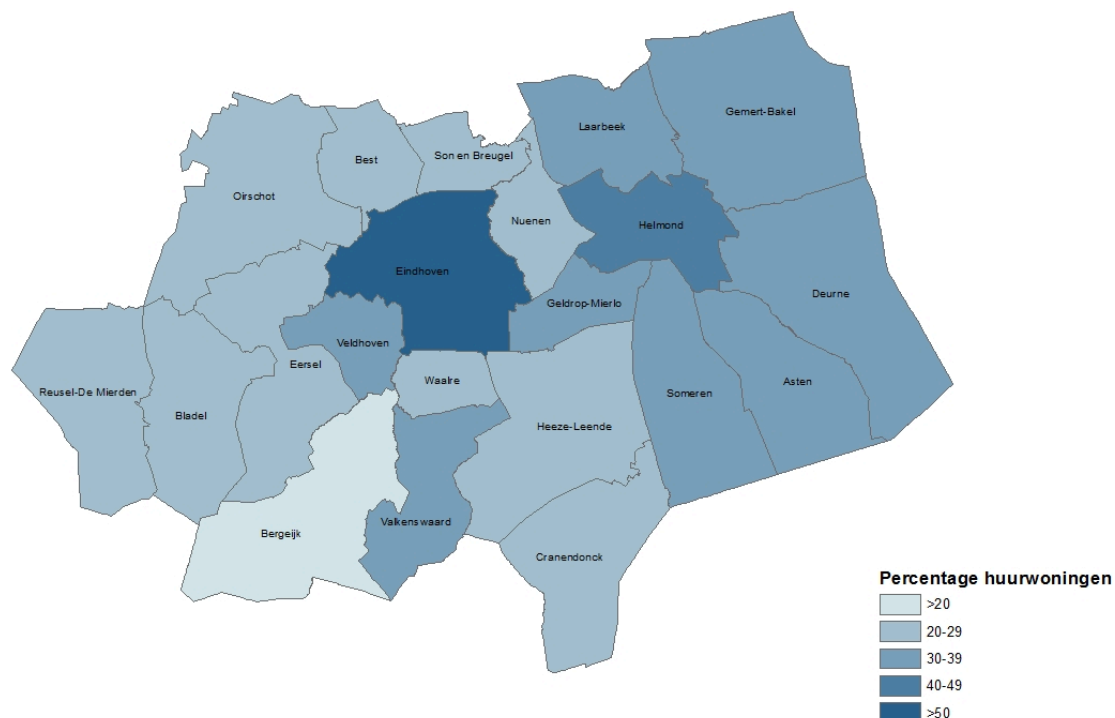 Gemert-Bakel
Laarbeek
Best
Son en Breugel
Oirschot
Nuenen
Helmond
Eindhoven
Deurne
Geldrop-Mierlo
Veldhoven
Eersel
Waalre
Reusel-De Mierden
Bladel
Someren
Asten
Heeze-Leende
Valkenswaard
Bergeijk
Cranendonck
Percentage huurwoningen
>20
20-29
30-39
40-49
>50